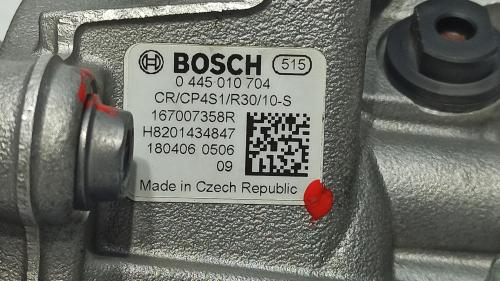 BOSCH 515
0 445 010 704
CR/CP4S1/R30/10-S
167007358R
H8201434847
180406 0506
09
Made in Czech Republic